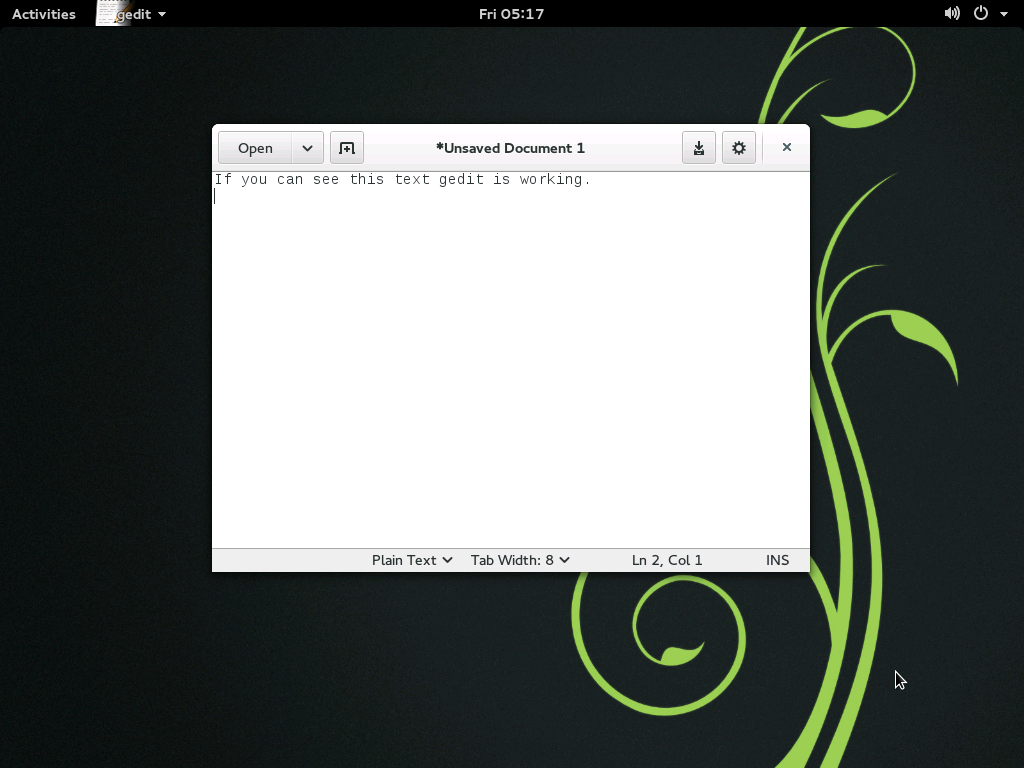 Activities gedit Fri 05:17
Open *Unsaved Document 1
If you can see this text gedit is working.
Plain Text Tab Width: 8 Ln 2, Col 1 INS